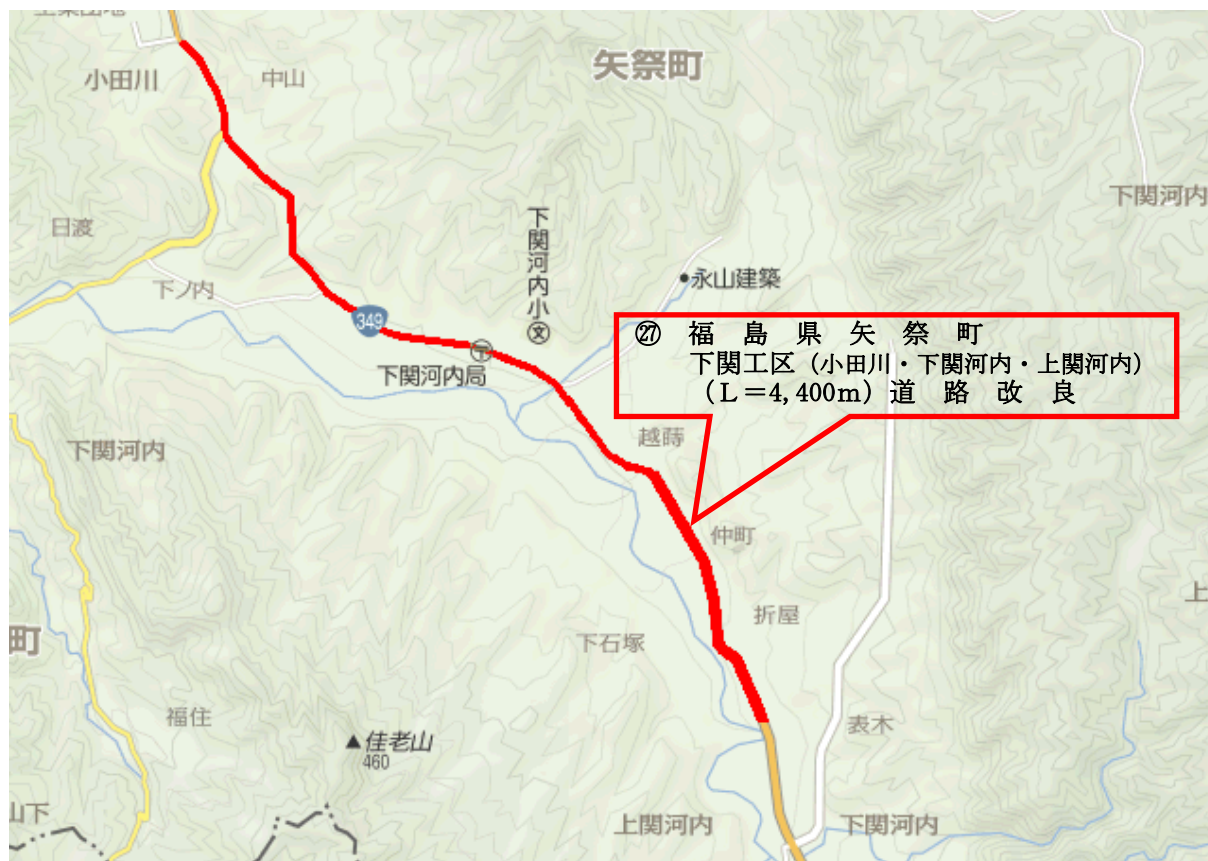 矢祭町
小田川
中山
下関河内
日渡
下関河内小
文
永山建築
下ノ内
349
㉗ 福島県矢祭町
下関工区（小田川・下関河内・上関河内）
（L＝4,400m）道路改良
〒
下関河内局
越蒔
下関河内
仲町
折屋
上
町
下石塚
福住
佳老山
460
表木
山下
上関河内
下関河内